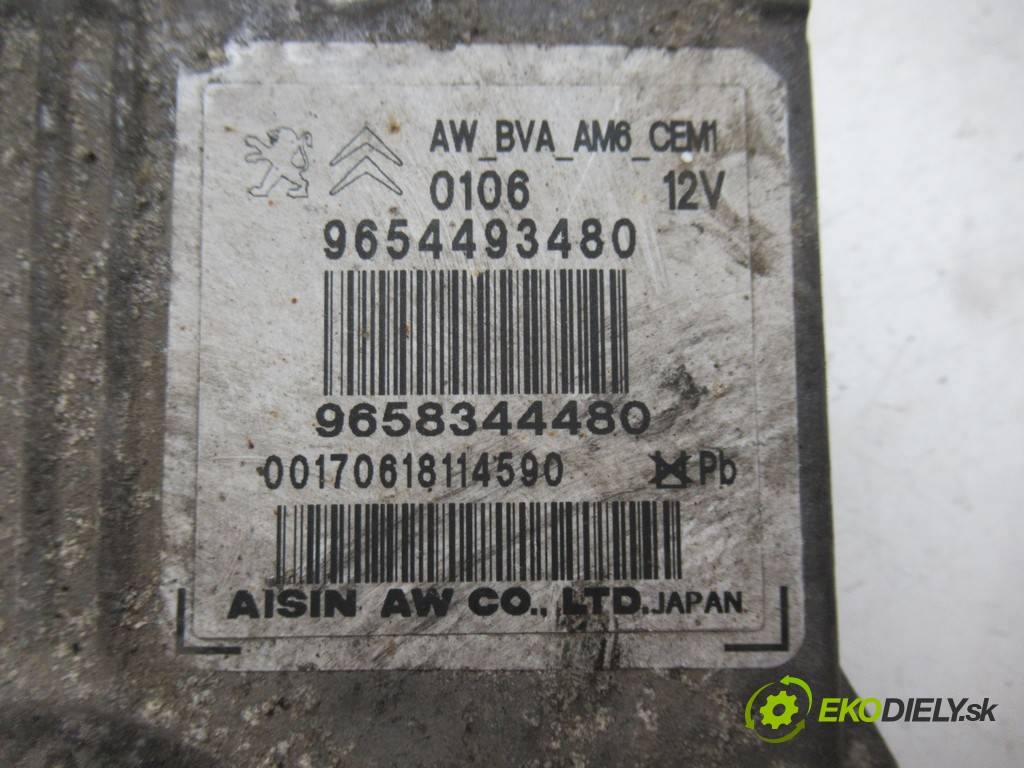 AW_BVA_AM6_CEM1
0106 12V
9654493480
9658344480
00170618114590 Pb
AISIN AW CO., LTD. JAPAN
EKODIELY.sk